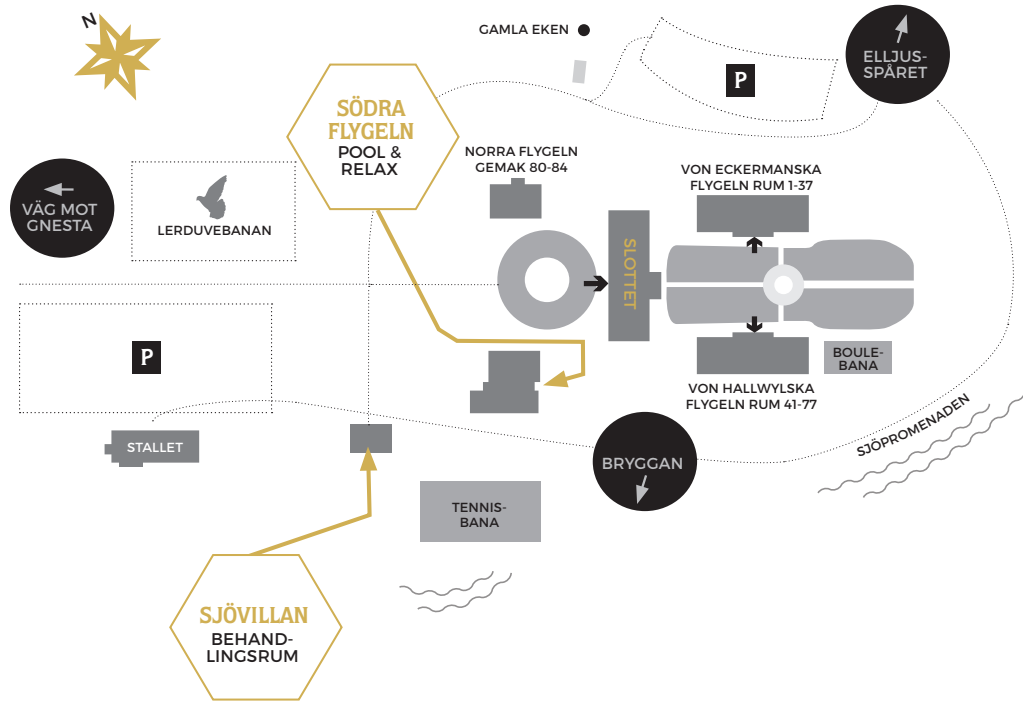 N
GAMLA EKEN
P
ELLJUS-
SPÅRET
SÖDRA
FLYGELN
POOL &
RELAX
NORRA FLYGELN
GEMAK 80-84
VON ECKERMANSKA
FLYGELN RUM 1-37
VÄG MOT
GNESTA
LERDUVEBANAN
SLOTTET
P
BOULE-
BANA
VON HALLWYLSKA
FLYGELN RUM 41-77
SJÖPROMENADEN
STALLET
BRYGGAN
TENNIS-
BANA
SJÖVILLAN
BEHAND-
LINGSRUM